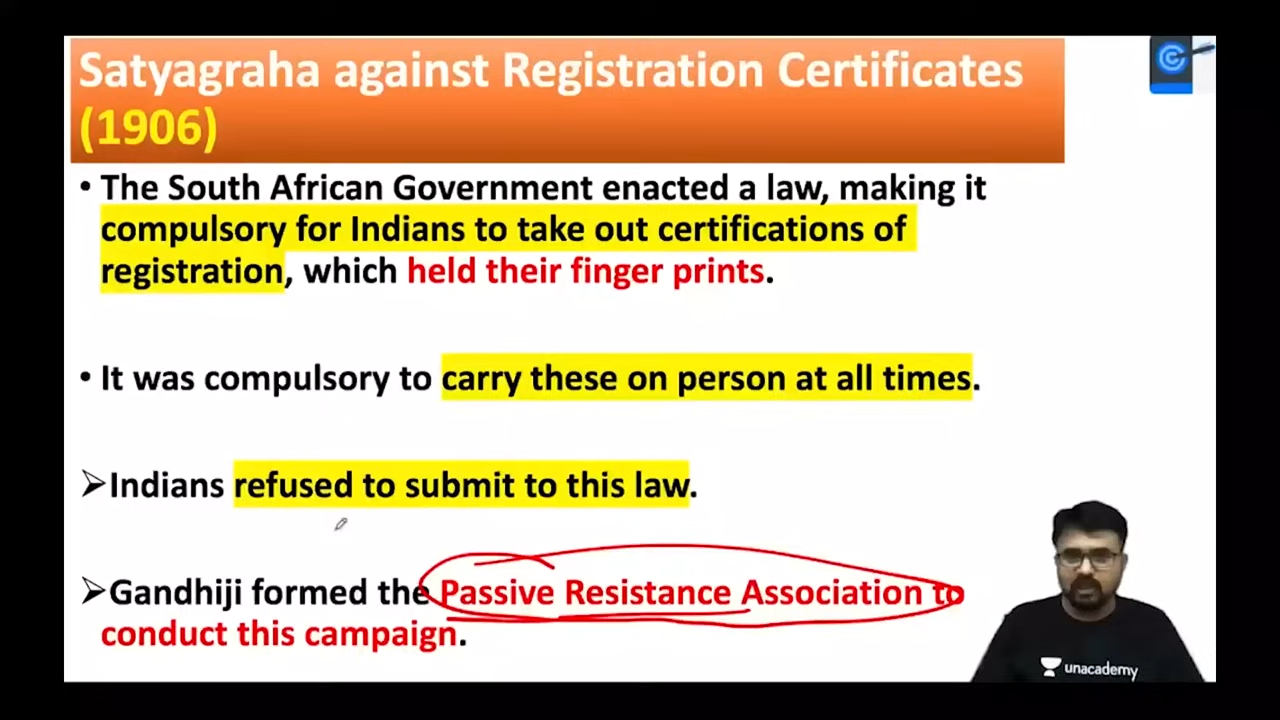 Satyagraha against Registration Certificates
(1906)
• The South African Government enacted a law, making it
compulsory for Indians to take out certifications of
registration, which held their finger prints.
• It was compulsory to carry these on person at all times.
➢Indians refused to submit to this law.
➢Gandhiji formed the Passive Resistance Association to
conduct this campaign.
unacademy